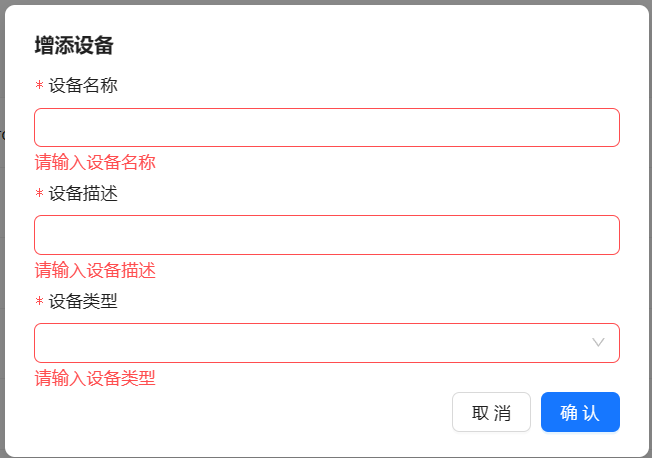 增添设备
* 设备名称
请输入设备名称
* 设备描述
请输入设备描述
* 设备类型
请输入设备类型
取 消
确 认